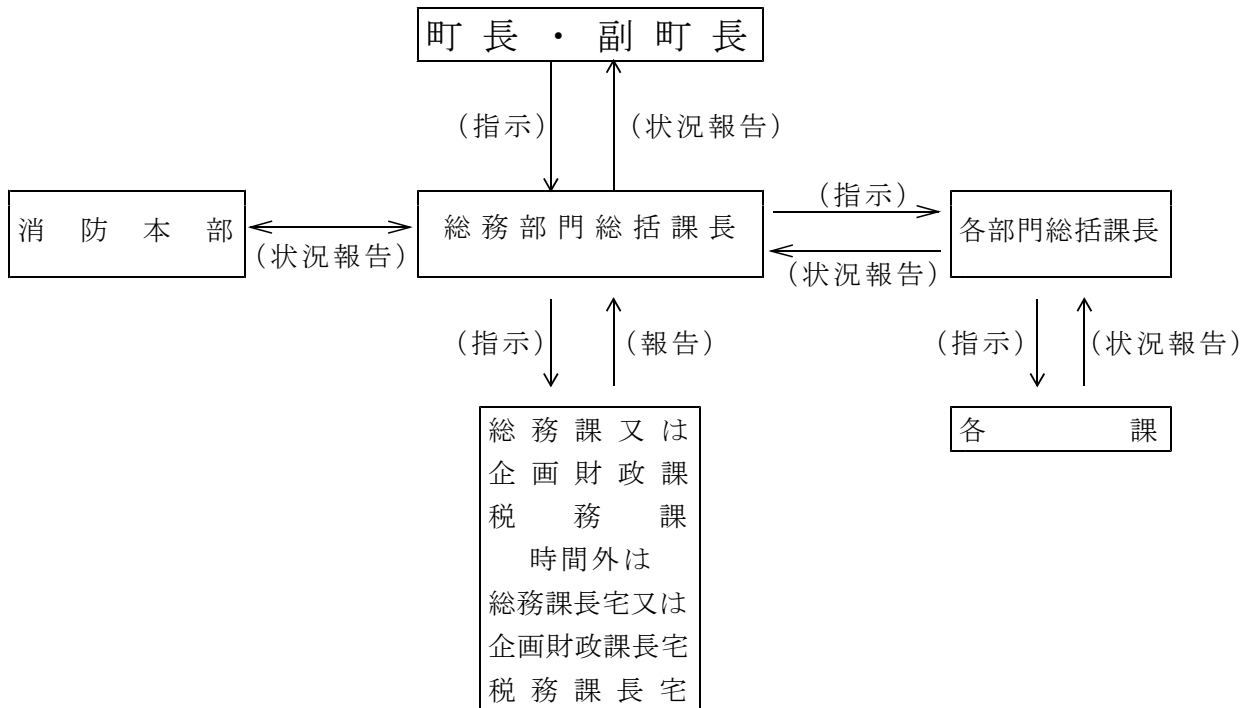 町長・副町長
（指示）
（状況報告）
消防本部
（状況報告）
総務部門総括課長
（指示）
（状況報告）
各部門総括課長
（指示）
（報告）
（指示）
（状況報告）
総務課又は
企画財政課
税務課
時間外は
総務課長宅又は
企画財政課長宅
税務課長宅
各課